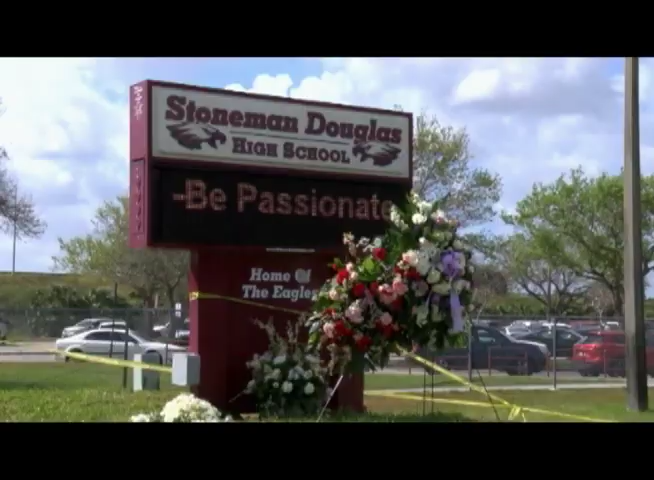 Stoneman Douglas
High School
-Be Passionate
Home Of
The Eagles